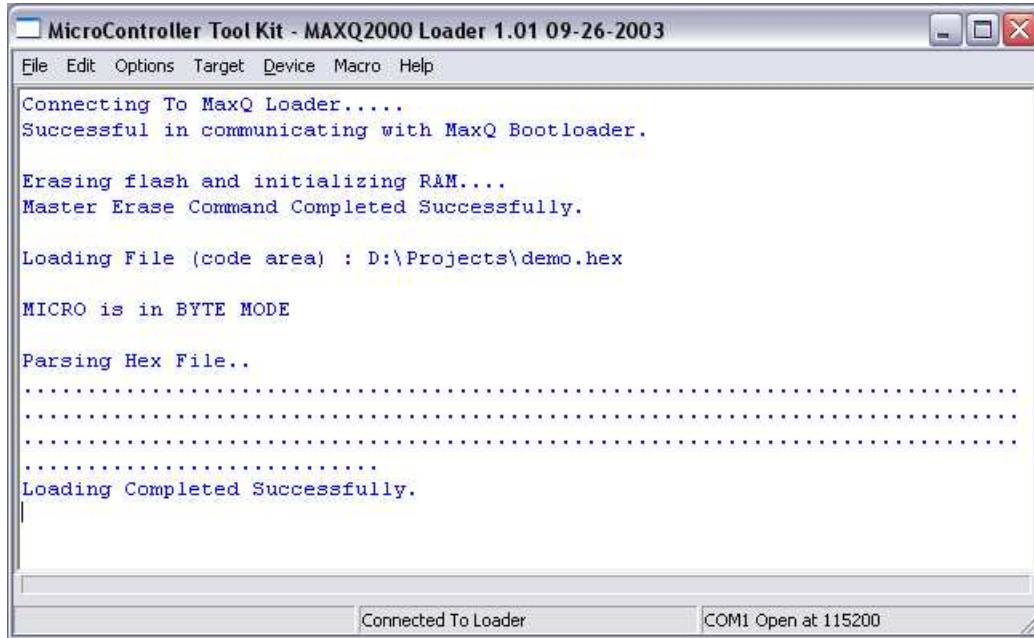 MicroController Tool Kit - MAXQ2000 Loader 1.01 09-26-2003
File Edit Options Target Device Macro Help
Connecting To MaxQ Loader.....
Successful in communicating with MaxQ Bootloader.
Erasing flash and initializing RAM....
Master Erase Command Completed Successfully.
Loading File (code area) : D:\Projects\demo.hex
MICRO is in BYTE MODE
Parsing Hex File..
..............................................................................
..............................................................................
..............................................................................
............................
Loading Completed Successfully.
Connected To Loader COM1 Open at 115200